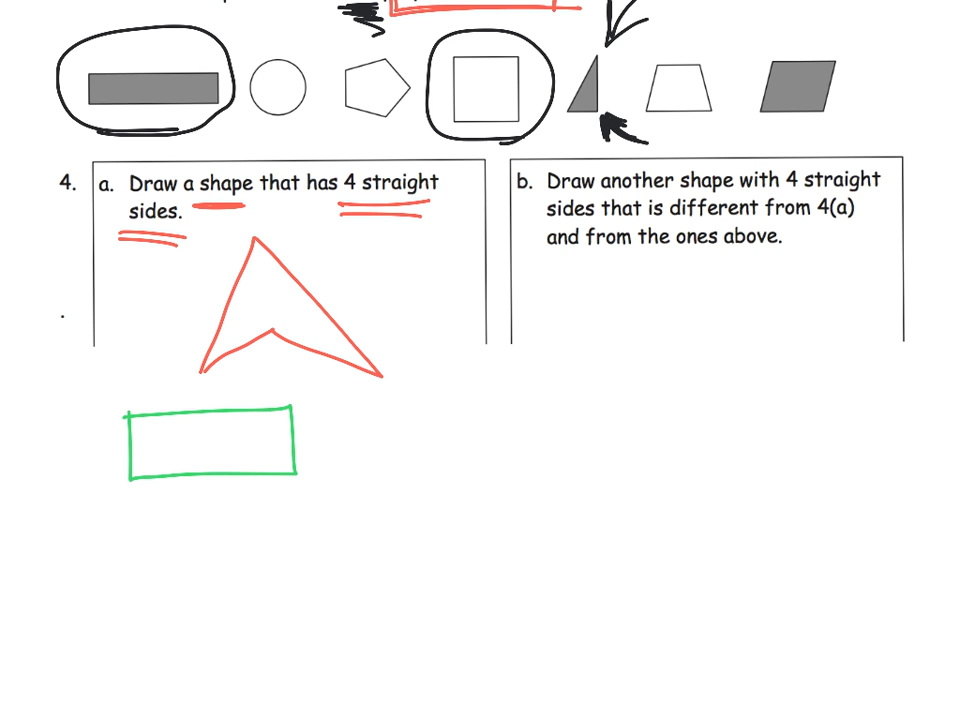 4.
a. Draw a shape that has 4 straight
sides.
b. Draw another shape with 4 straight
sides that is different from 4(a)
and from the ones above.